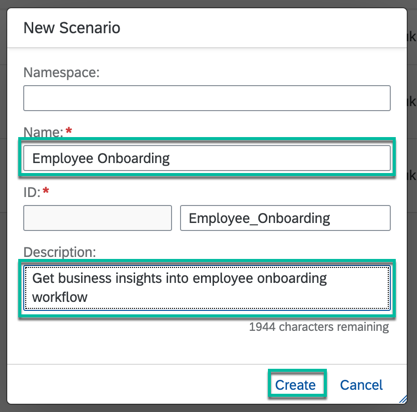 New Scenario
Namespace:
Name:*
Employee Onboarding
ID:*
Employee_Onboarding
Description:
Get business insights into employee onboarding
workflow
1944 characters remaining
Create Cancel